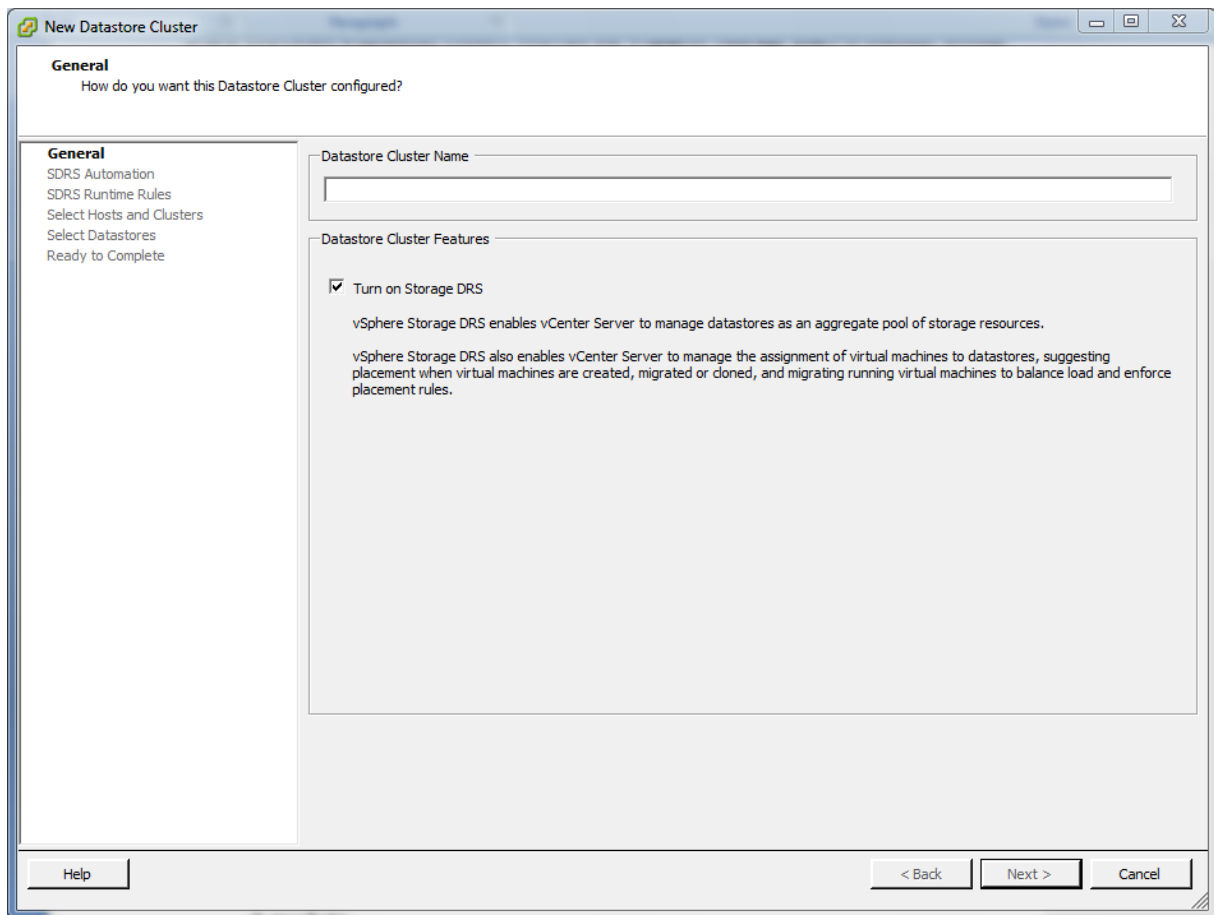 New Datastore Cluster
General
How do you want this Datastore Cluster configured?
General
SDRS Automation
SDRS Runtime Rules
Select Hosts and Clusters
Select Datastores
Ready to Complete
Datastore Cluster Name
Datastore Cluster Features
Turn on Storage DRS
vSphere Storage DRS enables vCenter Server to manage datastores as an aggregate pool of storage resources.
vSphere Storage DRS also enables vCenter Server to manage the assignment of virtual machines to datastores, suggesting
placement when virtual machines are created, migrated or cloned, and migrating running virtual machines to balance load and enforce
placement rules.
Help
< Back
Next >
Cancel